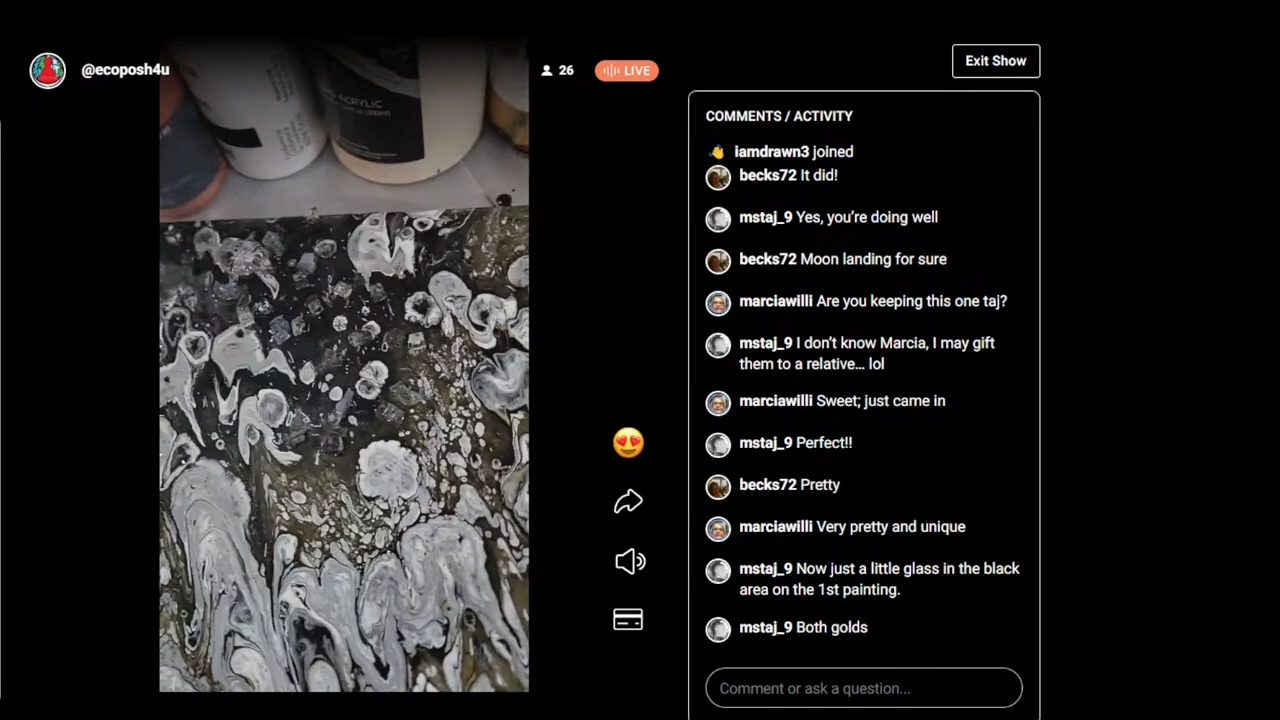 @ecoposh4u
26
LIVE
Exit Show
ACRYLIC
COMMENTS / ACTIVITY
iamdrawn3 joined
becks72 It did!
mstaj_9 Yes, you’re doing well
becks72 Moon landing for sure
marciawilli Are you keeping this one taj?
mstaj_9 I don’t know Marcia, I may gift
them to a relative… lol
marciawilli Sweet; just came in
mstaj_9 Perfect!!
becks72 Pretty
marciawilli Very pretty and unique
mstaj_9 Now just a little glass in the black
area on the 1st painting.
mstaj_9 Both golds
Comment or ask a question...